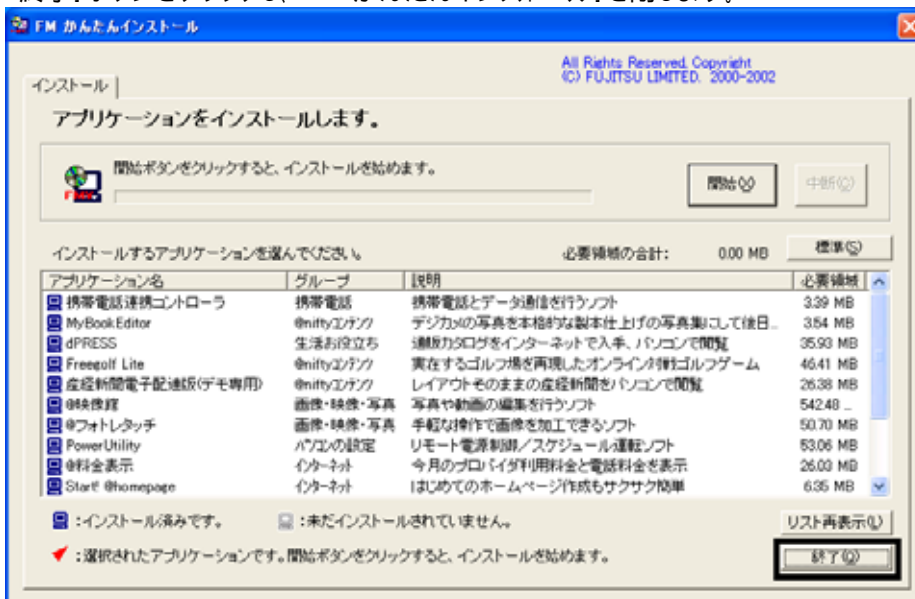 FM かんたんインストール
All Rights Reserved, Copyright
(C) FUJITSU LIMITED. 2000-2002
インストール
アプリケーションをインストールします。
開始ボタンをクリックすると、インストールを始めます。
開始(X)
中断(C)
インストールするアプリケーションを選んでください。
必要領域の合計: 0.00 MB
標準(S)
アプリケーション名 グループ 説明 必要領域
携帯電話連携コントローラ 携帯電話 携帯電話とデータ通信を行うソフト 3.39 MB
MyBook Editor @niftyコンテンツ デジカメの写真を本格的な製本仕上げの写真集にして後日... 3.54 MB
dPRESS 生活お役立ち 通販カタログをインターネットで入手、パソコンで閲覧 35.93 MB
Freegolf Lite @niftyコンテンツ 実在するゴルフ場を再現したオンライン対戦ゴルフゲーム 46.41 MB
産経新聞電子配達版(デモ専用) @niftyコンテンツ レイアウトそのままの産経新聞をパソコンで閲覧 26.38 MB
@映像館 画像・映像・写真 写真や動画の編集を行うソフト 542.48 ...
@フォトレタッチ 画像・映像・写真 手軽な操作で画像を加工できるソフト 50.70 MB
PowerUtility パソコンの設定 リモート電源制御/スケジュール運転ソフト 53.06 MB
@料金表示 インターネット 今月のプロバイダ利用料金と電話料金を表示 26.03 MB
Start! @homepage インターネット はじめてのホームページ作成もサクサク簡単 6.35 MB
:インストール済みです。 :未だインストールされていません。
リスト再表示(L)
:選択されたアプリケーションです。開始ボタンをクリックすると、インストールを始めます。
終了(Q)